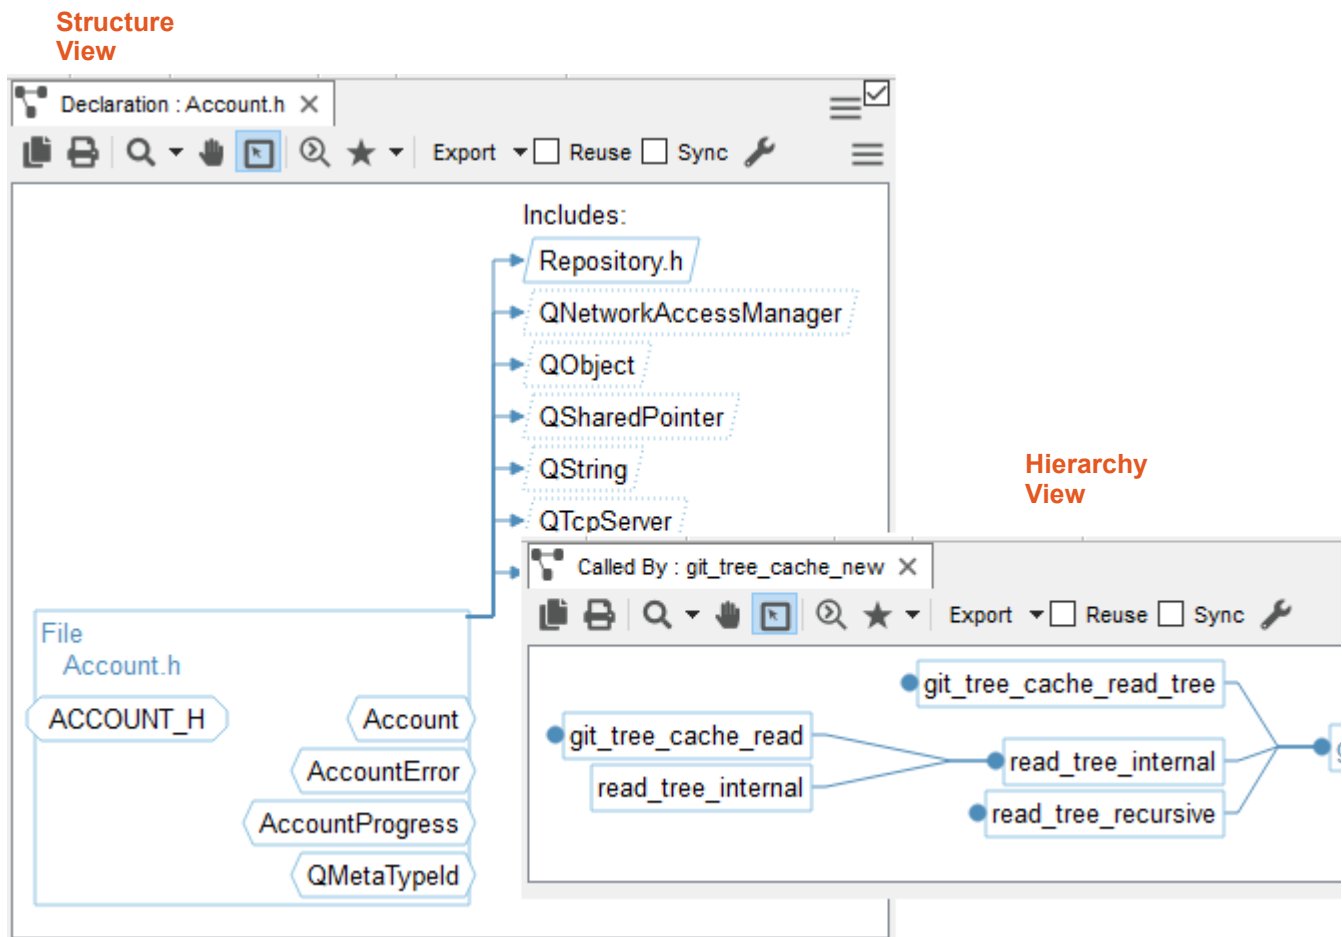 Structure
View
Declaration : Account.h
Export
Reuse
Sync
Includes:
Repository.h
QNetworkAccessManager
QObject
QSharedPointer
QString
QTcpServer
File
Account.h
ACCOUNT_H
Account
AccountError
AccountProgress
QMetaTypeId
Hierarchy
View
Called By : git_tree_cache_new
Export
Reuse
Sync
git_tree_cache_read_tree
git_tree_cache_read
read_tree_internal
read_tree_internal
read_tree_recursive